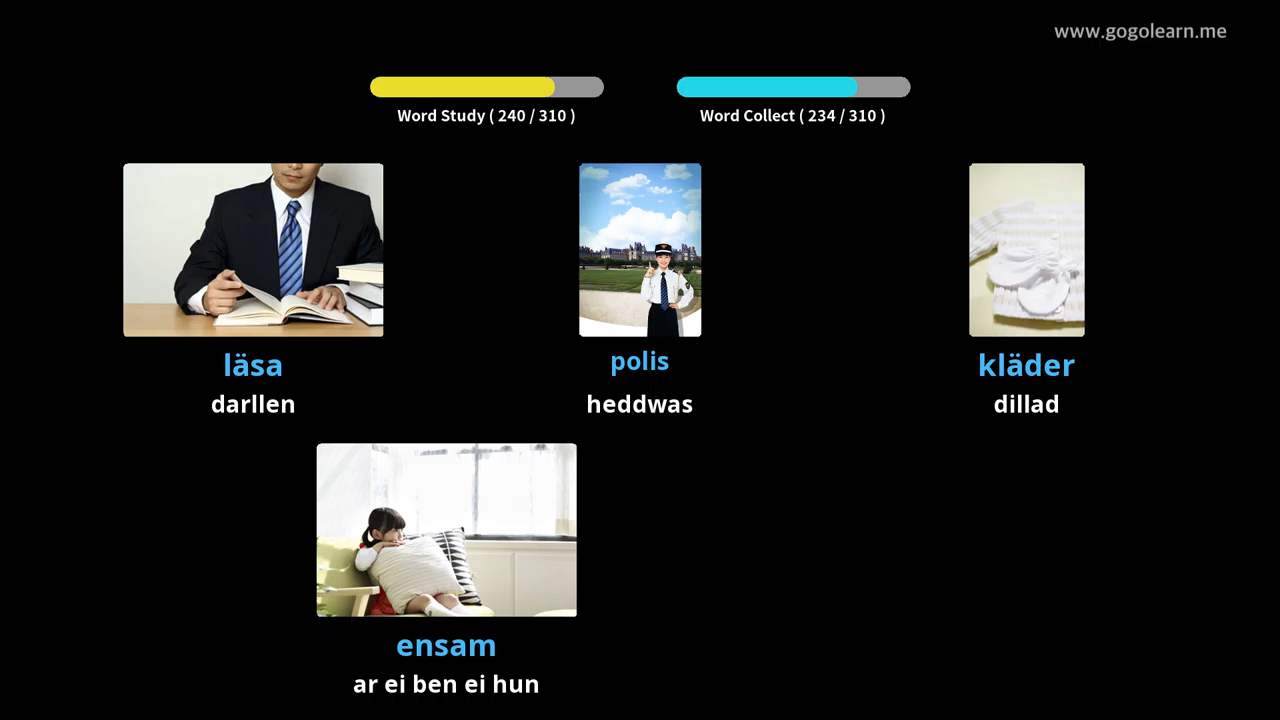 www.gogolearn.me
Word Study ( 240 / 310 )
Word Collect ( 234 / 310 )
läsa
polis
kläder
darllen
heddwas
dillad
ensam
ar ei ben ei hun